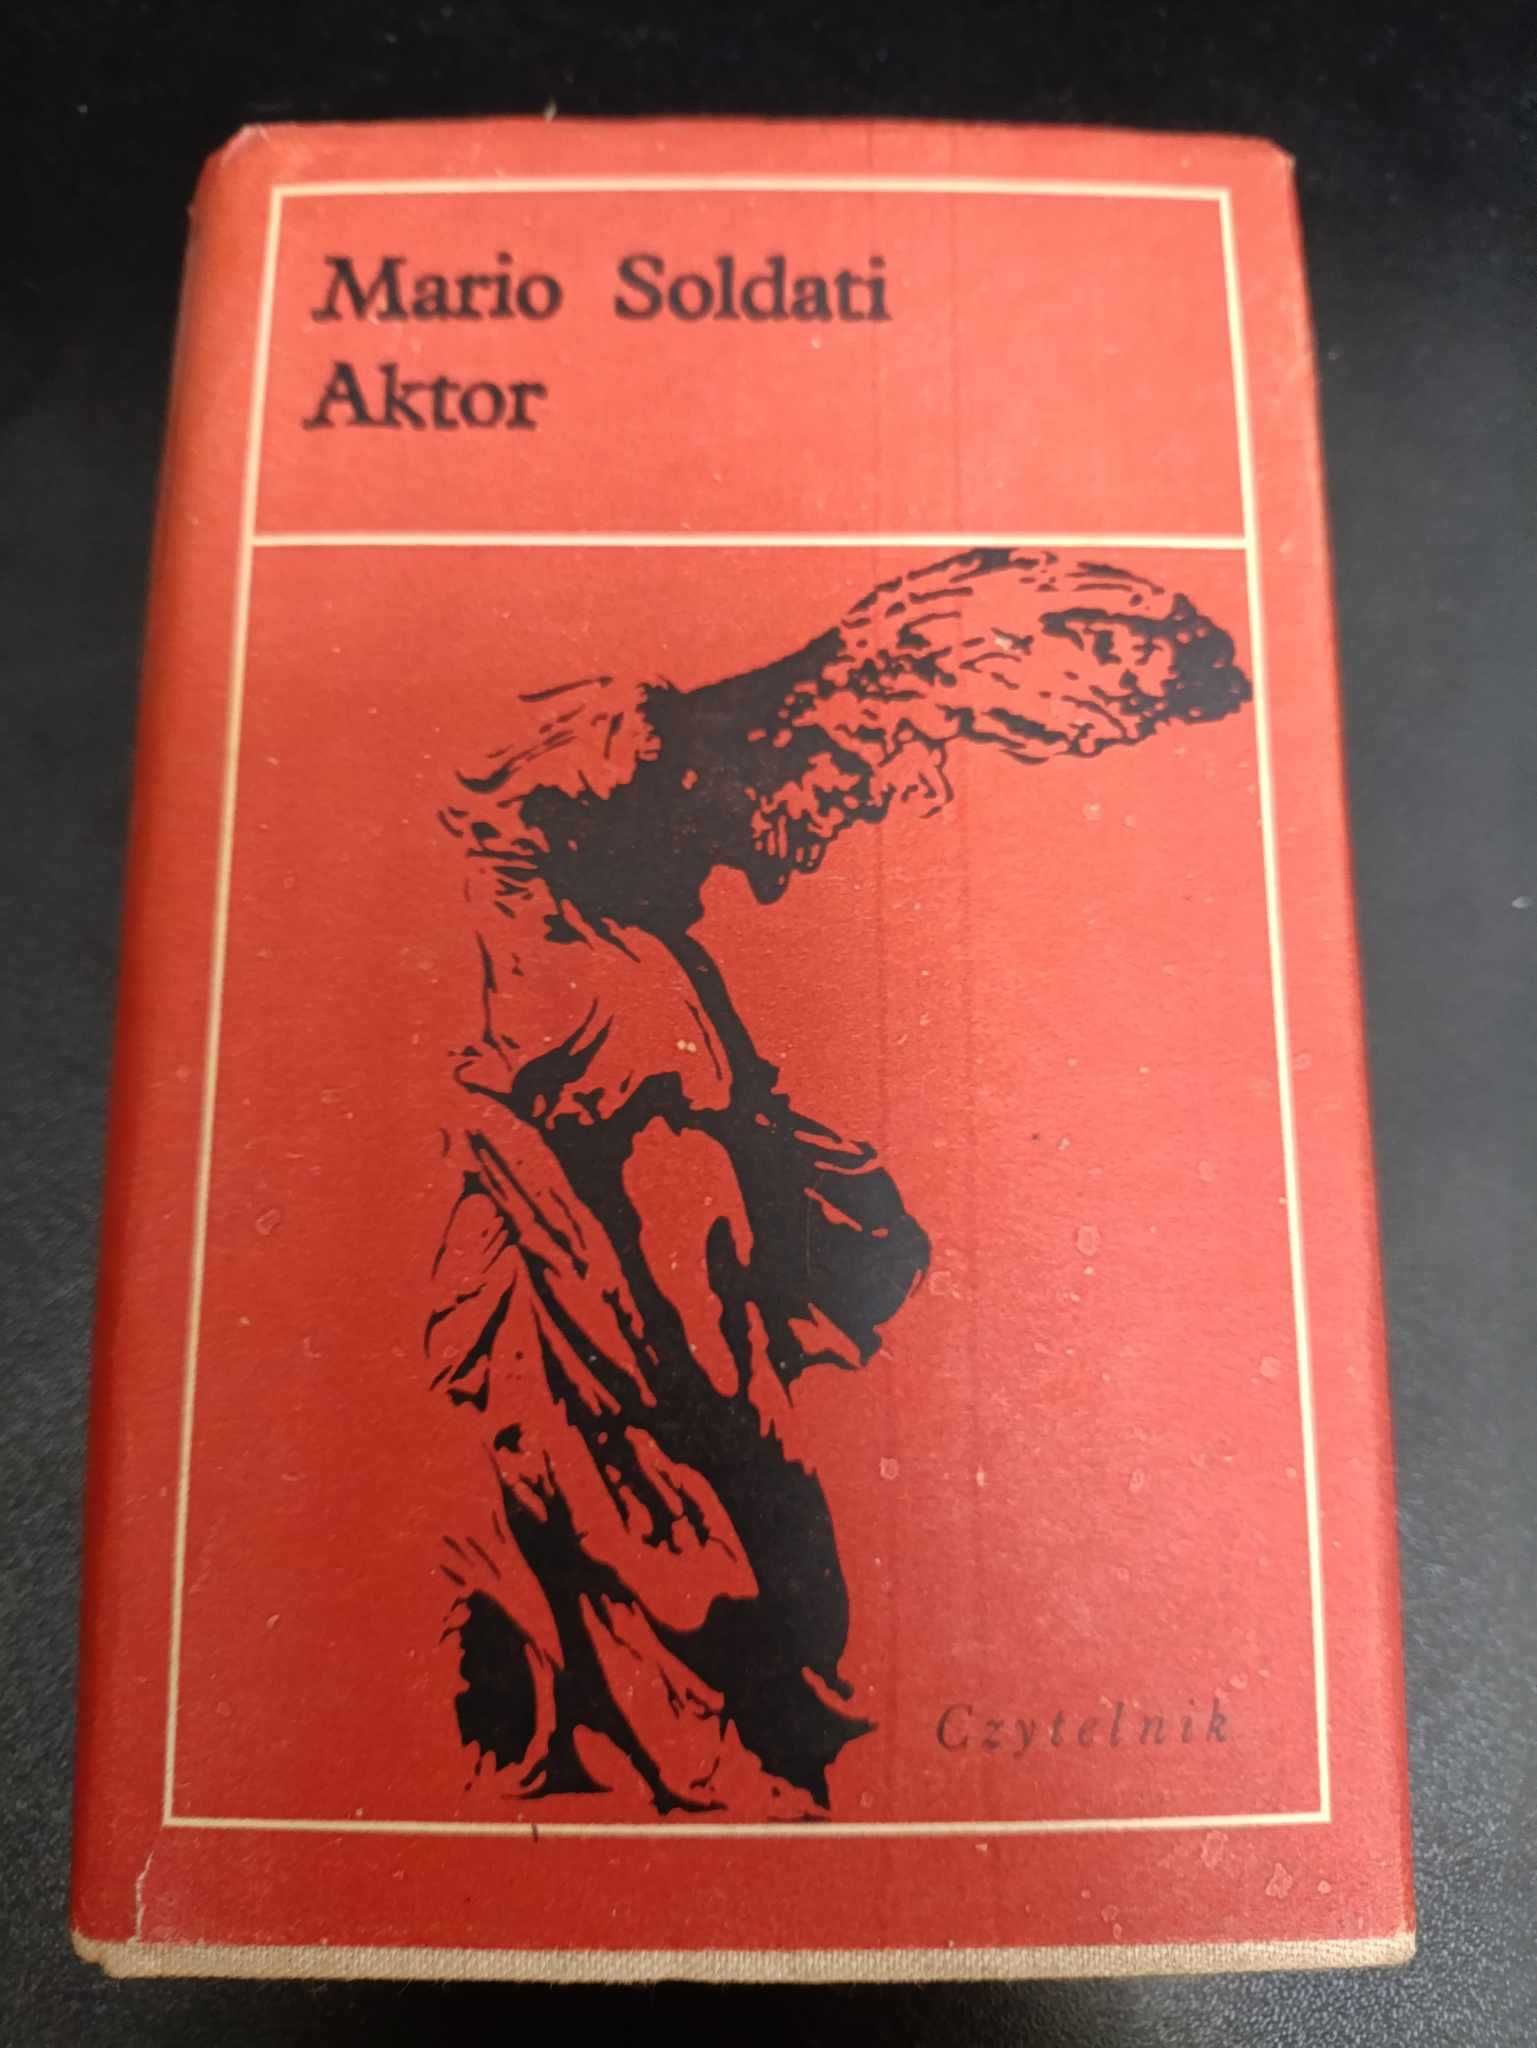 Mario Soldati
Aktor
Czytelnik